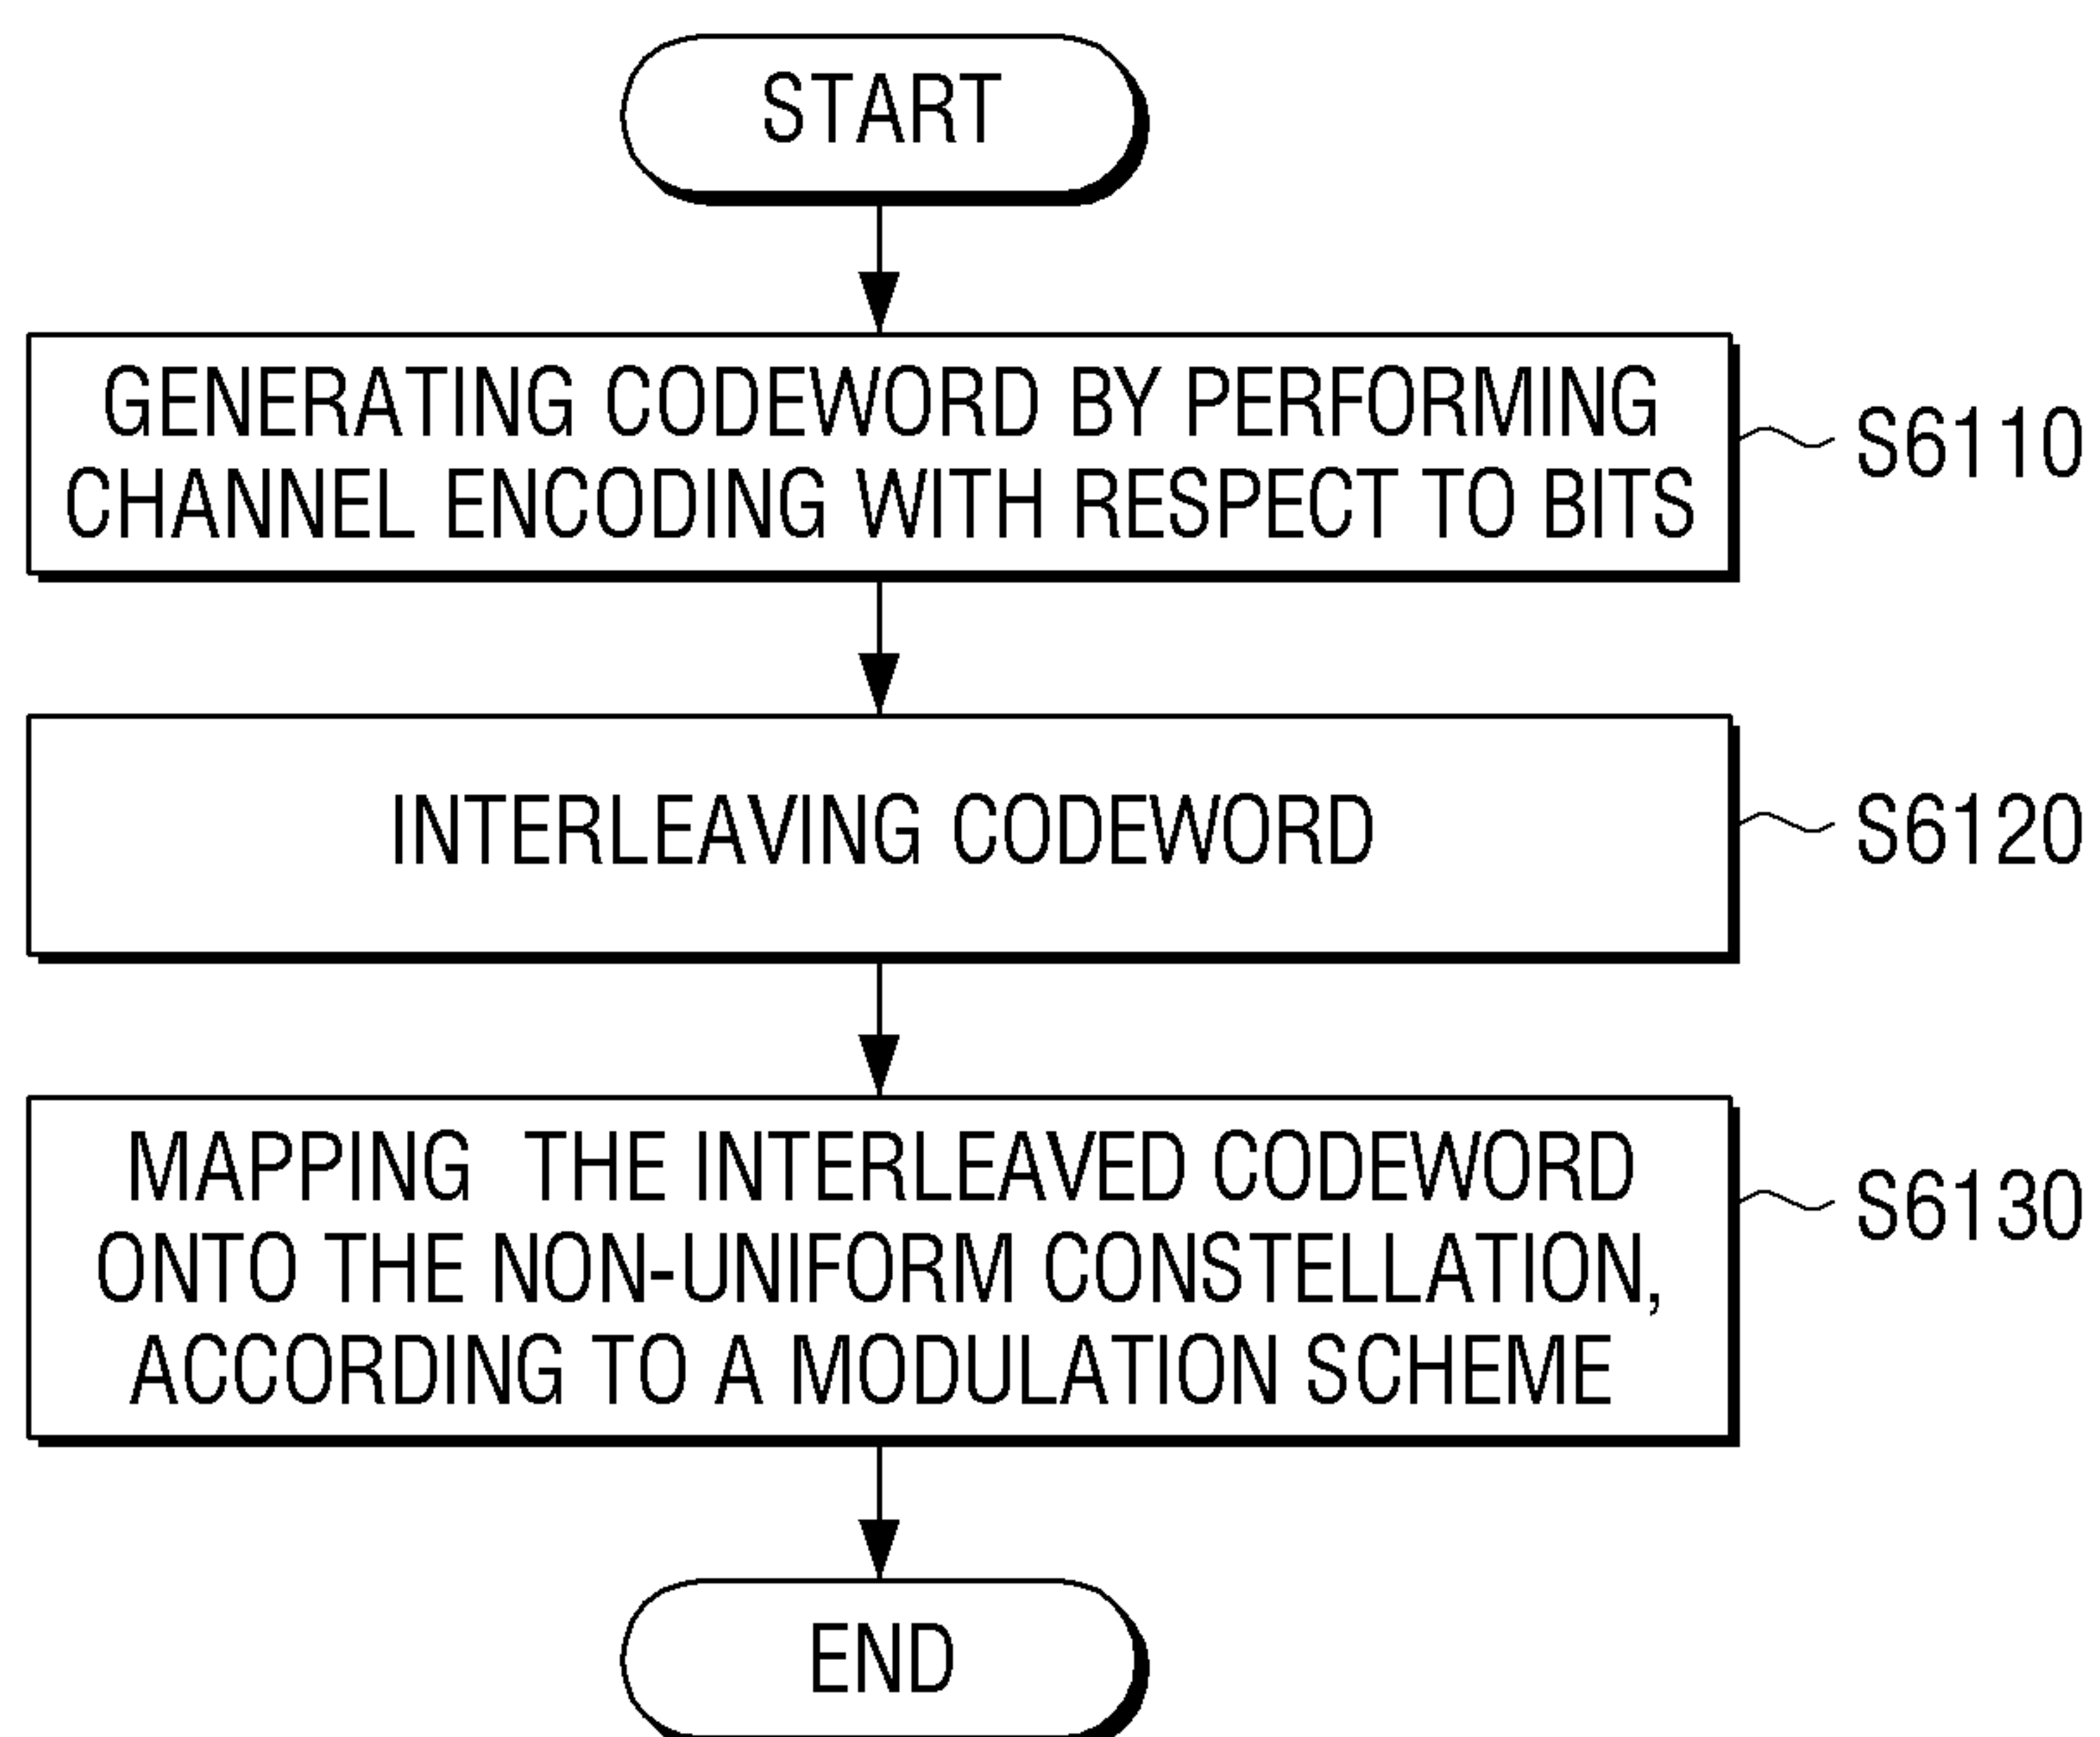 START
GENERATING CODEWORD BY PERFORMING
CHANNEL ENCODING WITH RESPECT TO BITS
S6110
INTERLEAVING CODEWORD
S6120
MAPPING THE INTERLEAVED CODEWORD
ONTO THE NON-UNIFORM CONSTELLATION,
ACCORDING TO A MODULATION SCHEME
S6130
END